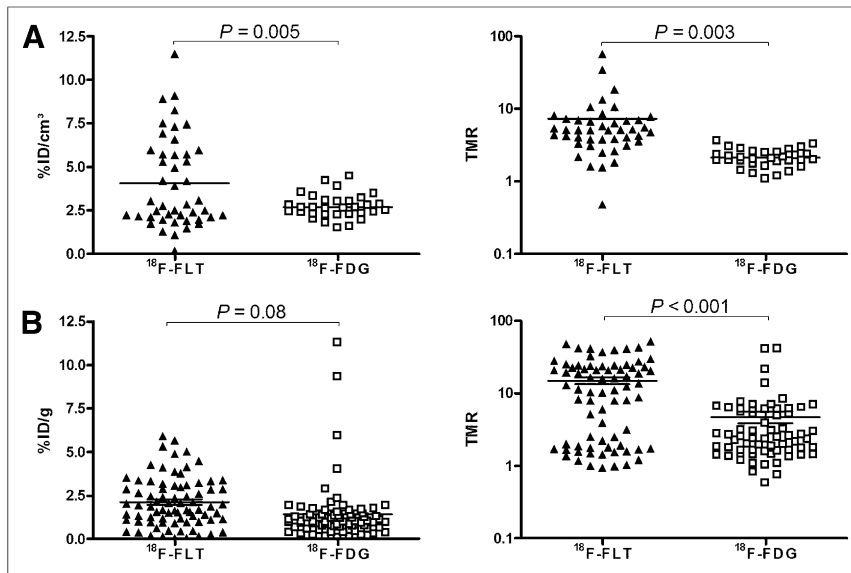 A
P = 0.005
12.5
10.0
7.5
5.0
2.5
0.0
%ID/cm³
¹⁸F-FLT
¹⁸F-FDG
P = 0.003
100
10
1
0.1
TMR
¹⁸F-FLT
¹⁸F-FDG
B
P = 0.08
12.5
10.0
7.5
5.0
2.5
0.0
%ID/g
¹⁸F-FLT
¹⁸F-FDG
P < 0.001
100
10
1
0.1
TMR
¹⁸F-FLT
¹⁸F-FDG